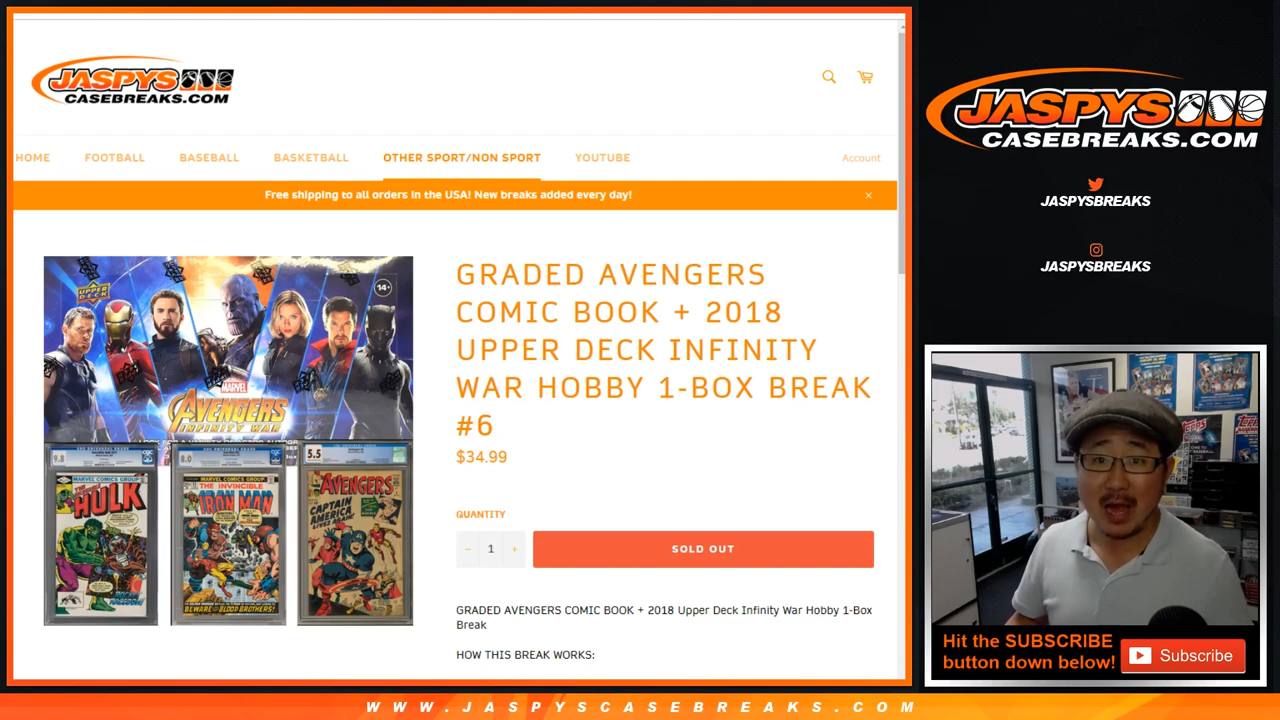 JASPYS
CASEBREAKS.COM
HOME FOOTBALL BASEBALL BASKETBALL OTHER SPORT/NON SPORT YOUTUBE Account
Free shipping to all orders in the USA! New breaks added every day! ×
UPPER DECK
14+
MARVEL
AVENGERS
INFINITY WAR
9.8
8.0
5.5
MARVEL COMICS GROUP
HULK
MARVEL COMICS GROUP
THE INVINCIBLE
IRON MAN
BEWARE THE BLOOD BROTHERS!
THE AVENGERS
CAPTAIN AMERICA LIVES AGAIN!
GRADED AVENGERS
COMIC BOOK + 2018
UPPER DECK INFINITY
WAR HOBBY 1-BOX BREAK
#6
$34.99
QUANTITY
− 1 +
SOLD OUT
GRADED AVENGERS COMIC BOOK + 2018 Upper Deck Infinity War Hobby 1-Box
Break
HOW THIS BREAK WORKS:
JASPYS
CASEBREAKS.COM
JASPYSBREAKS
JASPYSBREAKS
Topps
Topps
Hit the SUBSCRIBE
button down below!
Subscribe
WWW.JASPYSCASEBREAKS.COM